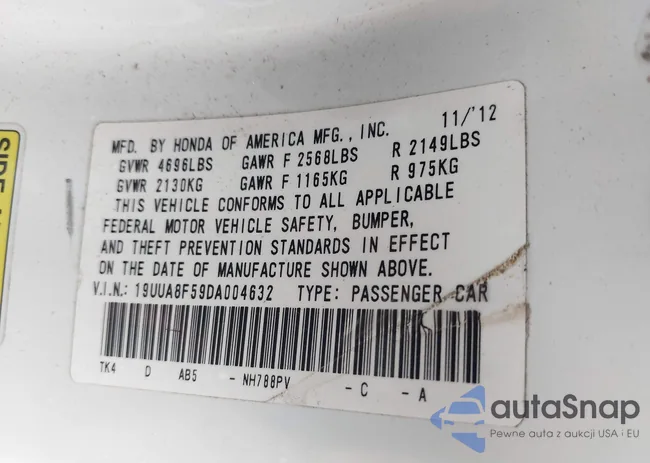 11/'12
MFD. BY HONDA OF AMERICA MFG., INC.
GVWR 4696LBS GAWR F 2568LBS R 2149LBS
GVWR 2130KG GAWR F 1165KG R 975KG
THIS VEHICLE CONFORMS TO ALL APPLICABLE
FEDERAL MOTOR VEHICLE SAFETY, BUMPER,
AND THEFT PREVENTION STANDARDS IN EFFECT
ON THE DATE OF MANUFACTURE SHOWN ABOVE.
V.I.N.: 19UUA8F59DA004632 TYPE: PASSENGER CAR
TK4 D AB5 - NH788PV - C - A
SIDE
autaSnap
Pewne auta z aukcji USA i EU